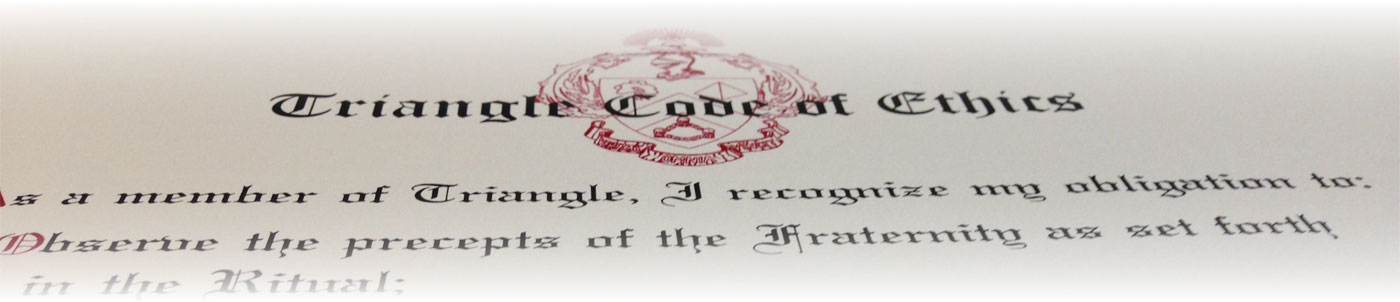 Triangle Code of Ethics
As a member of Triangle, I recognize my obligation to:
Observe the precepts of the Fraternity as set forth
in the Ritual;